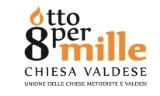 8 otto
per
mille
CHIESA VALDESE
UNIONE DELLE CHIESE METODISTE E VALDESI